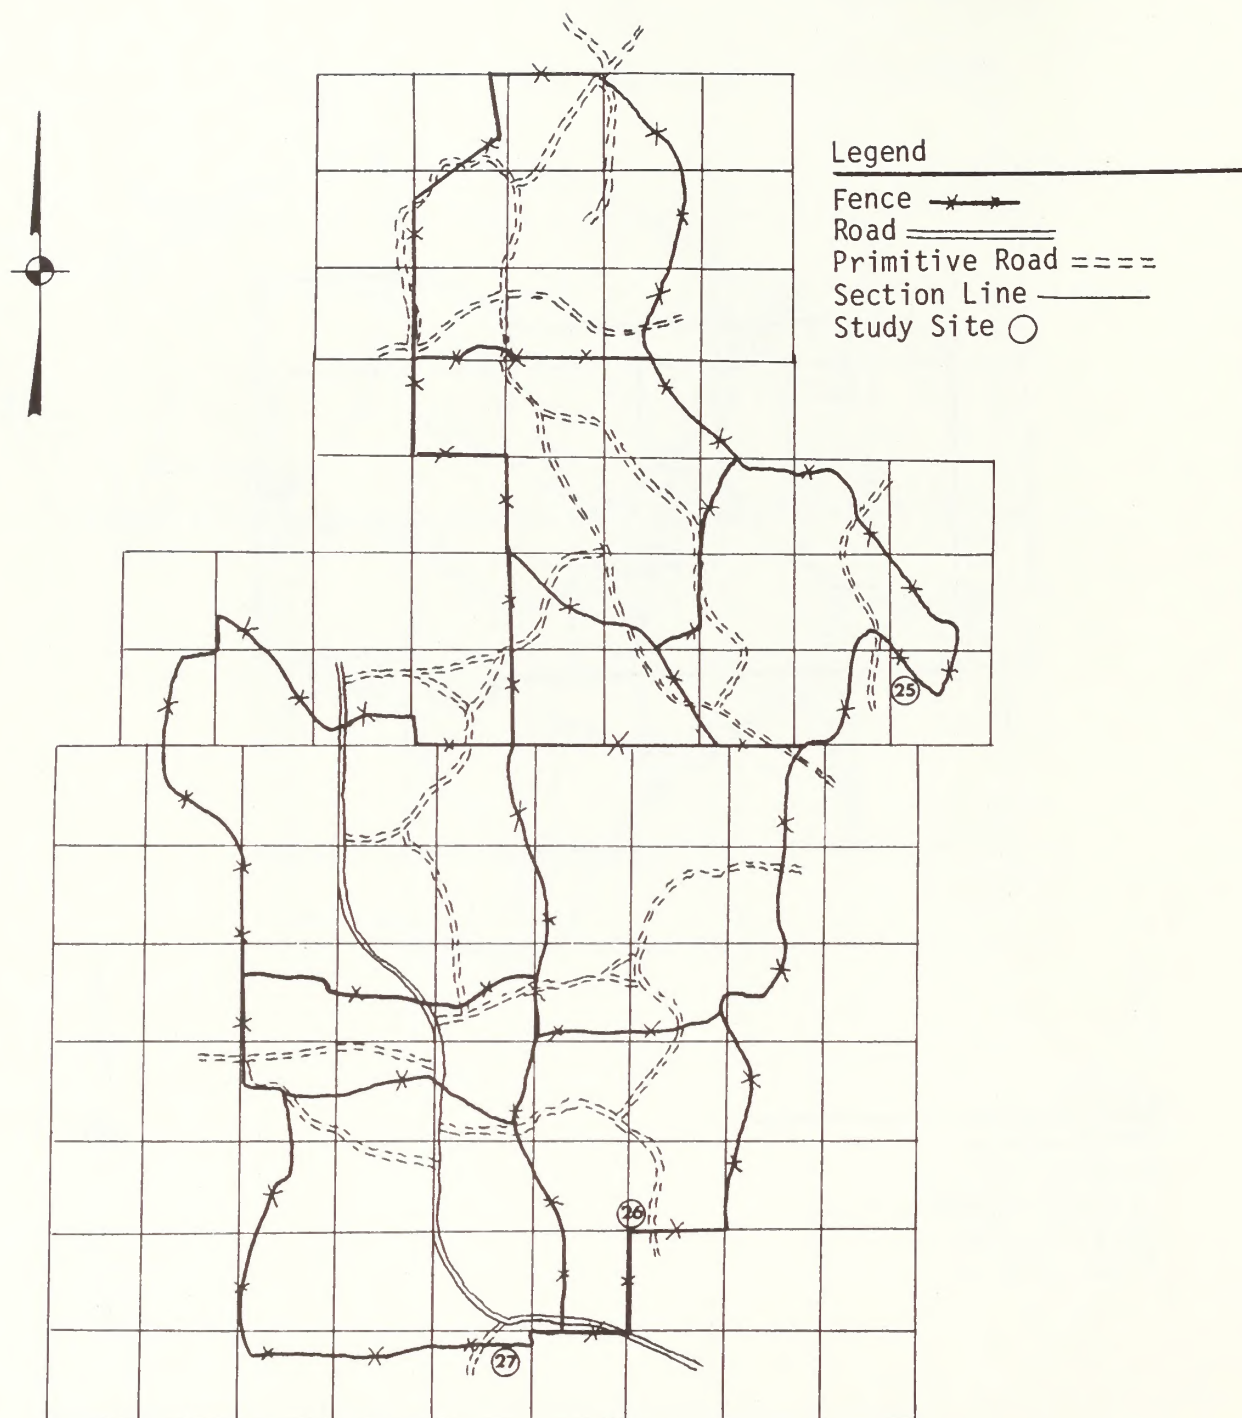 Legend
Fence
Road
Primitive Road
Section Line
Study Site
25
26
27